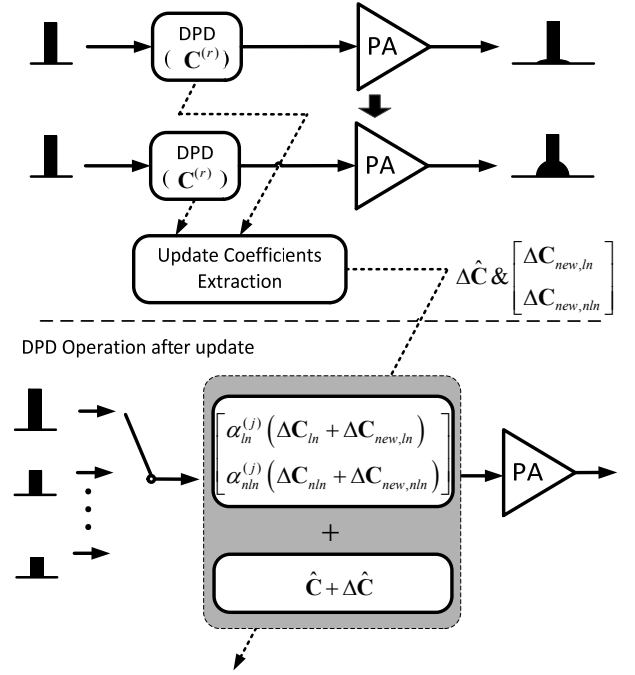 DPD
( C^(r) )
PA
DPD
( C^(r) )
PA
Update Coefficients
Extraction
ΔĈ & [ΔC_new,ln
ΔC_new,nln]
DPD Operation after update
[α_ln^(j) (ΔC_ln + ΔC_new,ln)
α_nln^(j) (ΔC_nln + ΔC_new,nln)]
PA
+
Ĉ + ΔĈ